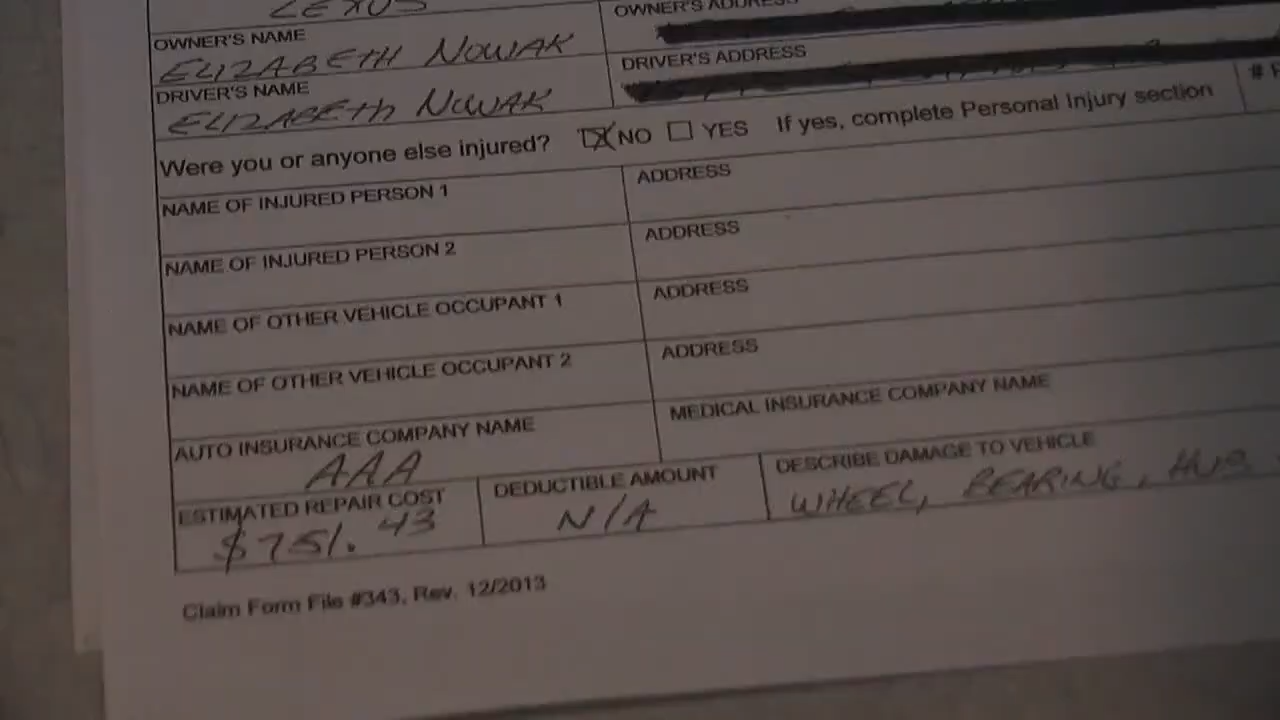 LEXUS
OWNER'S NAME
ELIZABETH NOWAK
OWNER'S ADDRESS
DRIVER'S NAME
ELIZABETH NOWAK
DRIVER'S ADDRESS
Were you or anyone else injured? NO YES If yes, complete Personal Injury section
#
NAME OF INJURED PERSON 1
ADDRESS
NAME OF INJURED PERSON 2
ADDRESS
NAME OF OTHER VEHICLE OCCUPANT 1
ADDRESS
NAME OF OTHER VEHICLE OCCUPANT 2
ADDRESS
AUTO INSURANCE COMPANY NAME
AAA
MEDICAL INSURANCE COMPANY NAME
ESTIMATED REPAIR COST
$751.43
DEDUCTIBLE AMOUNT
N/A
DESCRIBE DAMAGE TO VEHICLE
WHEEL, BEARING, HUB
Claim Form File #343, Rev. 12/2013